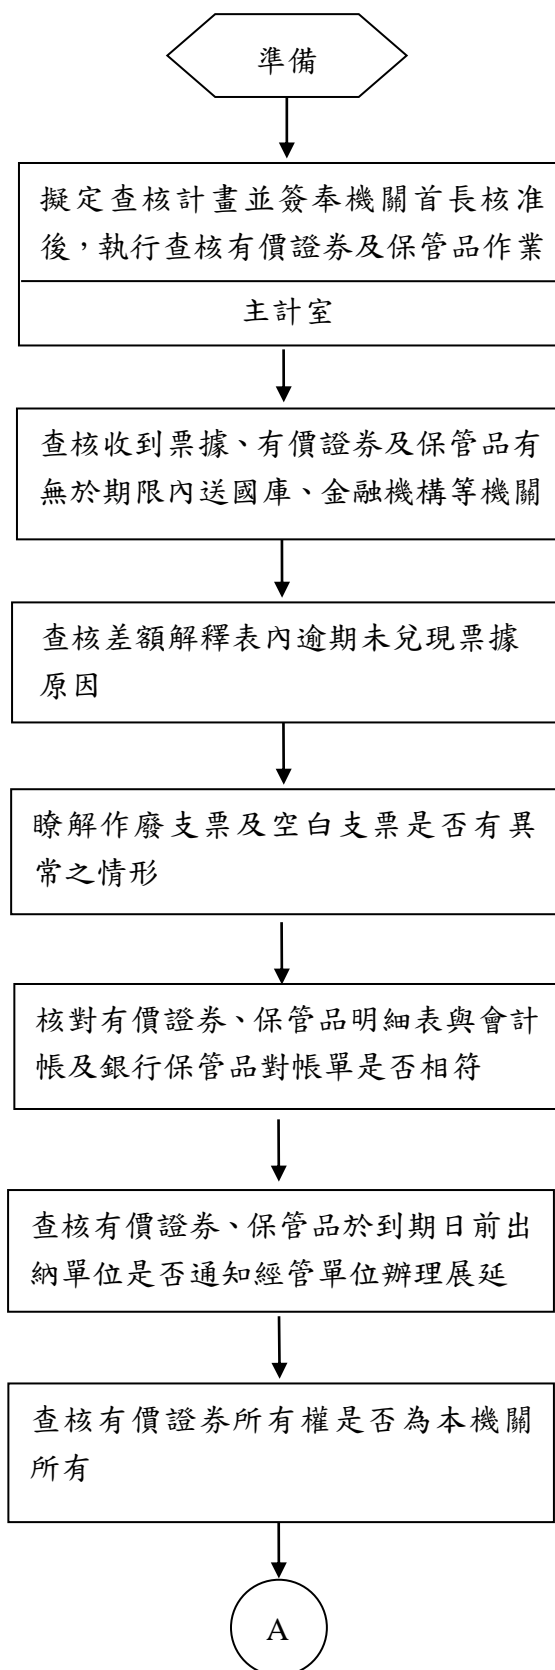 準備
擬定查核計畫並簽奉機關首長核准
後，執行查核有價證券及保管品作業
主計室
查核收到票據、有價證券及保管品有
無於期限內送國庫、金融機構等機關
查核差額解釋表內逾期未兌現票據
原因
瞭解作廢支票及空白支票是否有異
常之情形
核對有價證券、保管品明細表與會計
帳及銀行保管品對帳單是否相符
查核有價證券、保管品於到期日前出
納單位是否通知經管單位辦理展延
查核有價證券所有權是否為本機關
所有
A